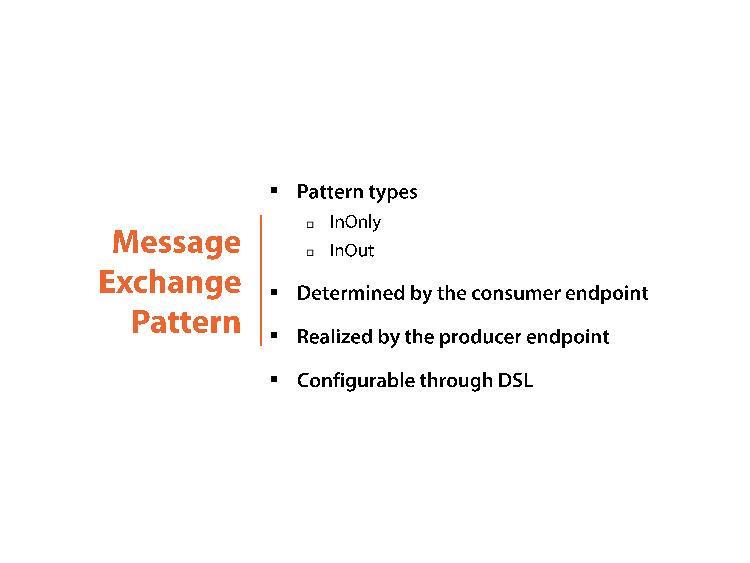 Message
Exchange
Pattern
Pattern types
InOnly
InOut
Determined by the consumer endpoint
Realized by the producer endpoint
Configurable through DSL